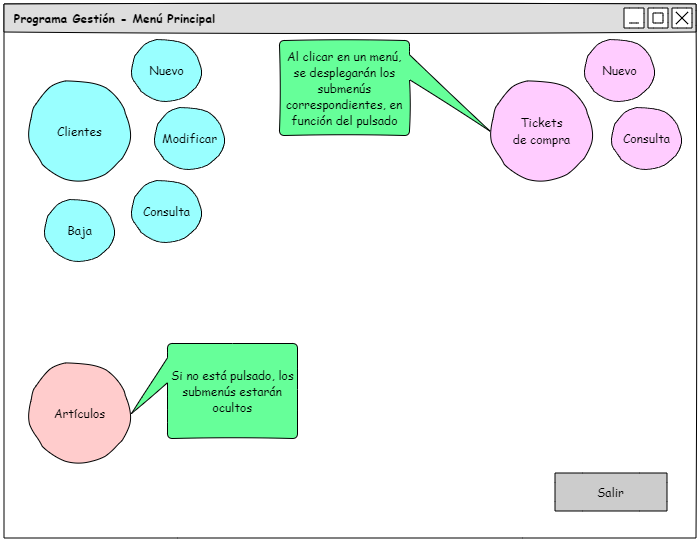 Programa Gestión - Menú Principal
Nuevo
Clientes
Modificar
Consulta
Baja
Al clicar en un menú,
se desplegarán los
submenús
correspondientes, en
función del pulsado
Nuevo
Tickets
de compra
Consulta
Si no está pulsado, los
submenús estarán
ocultos
Artículos
Salir